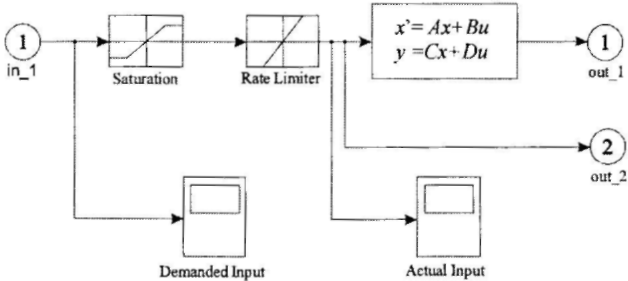 1
in_1
Saturation
Rate Limiter
x'= Ax+Bu
y =Cx+Du
1
out_1
2
out_2
Demanded Input
Actual Input